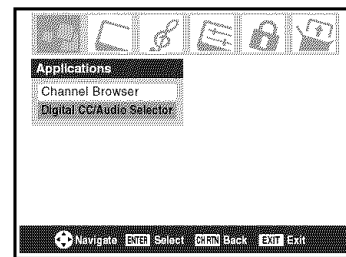 Applications
Channel Browser
Digital CC/Audio Selector
Navigate ENTER Select CH RTN Back EXIT Exit